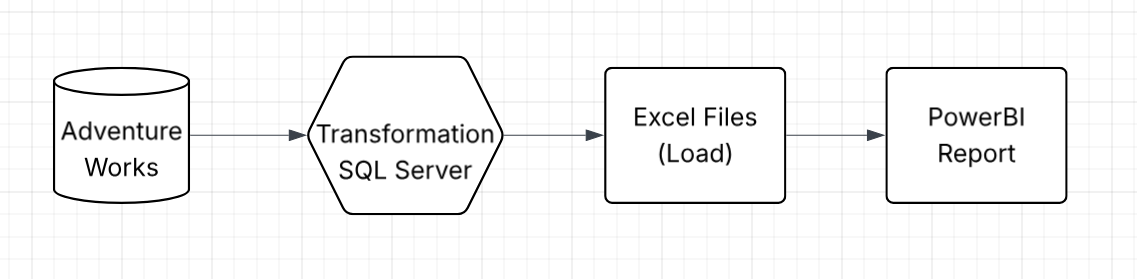 Adventure
Works
Transformation
SQL Server
Excel Files
(Load)
PowerBI
Report